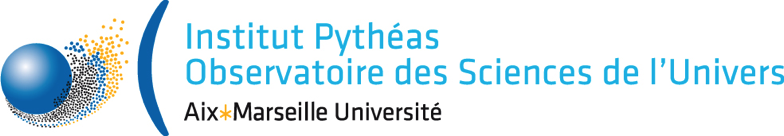 Institut Pythéas
Observatoire des Sciences de l'Univers
Aix*Marseille Université